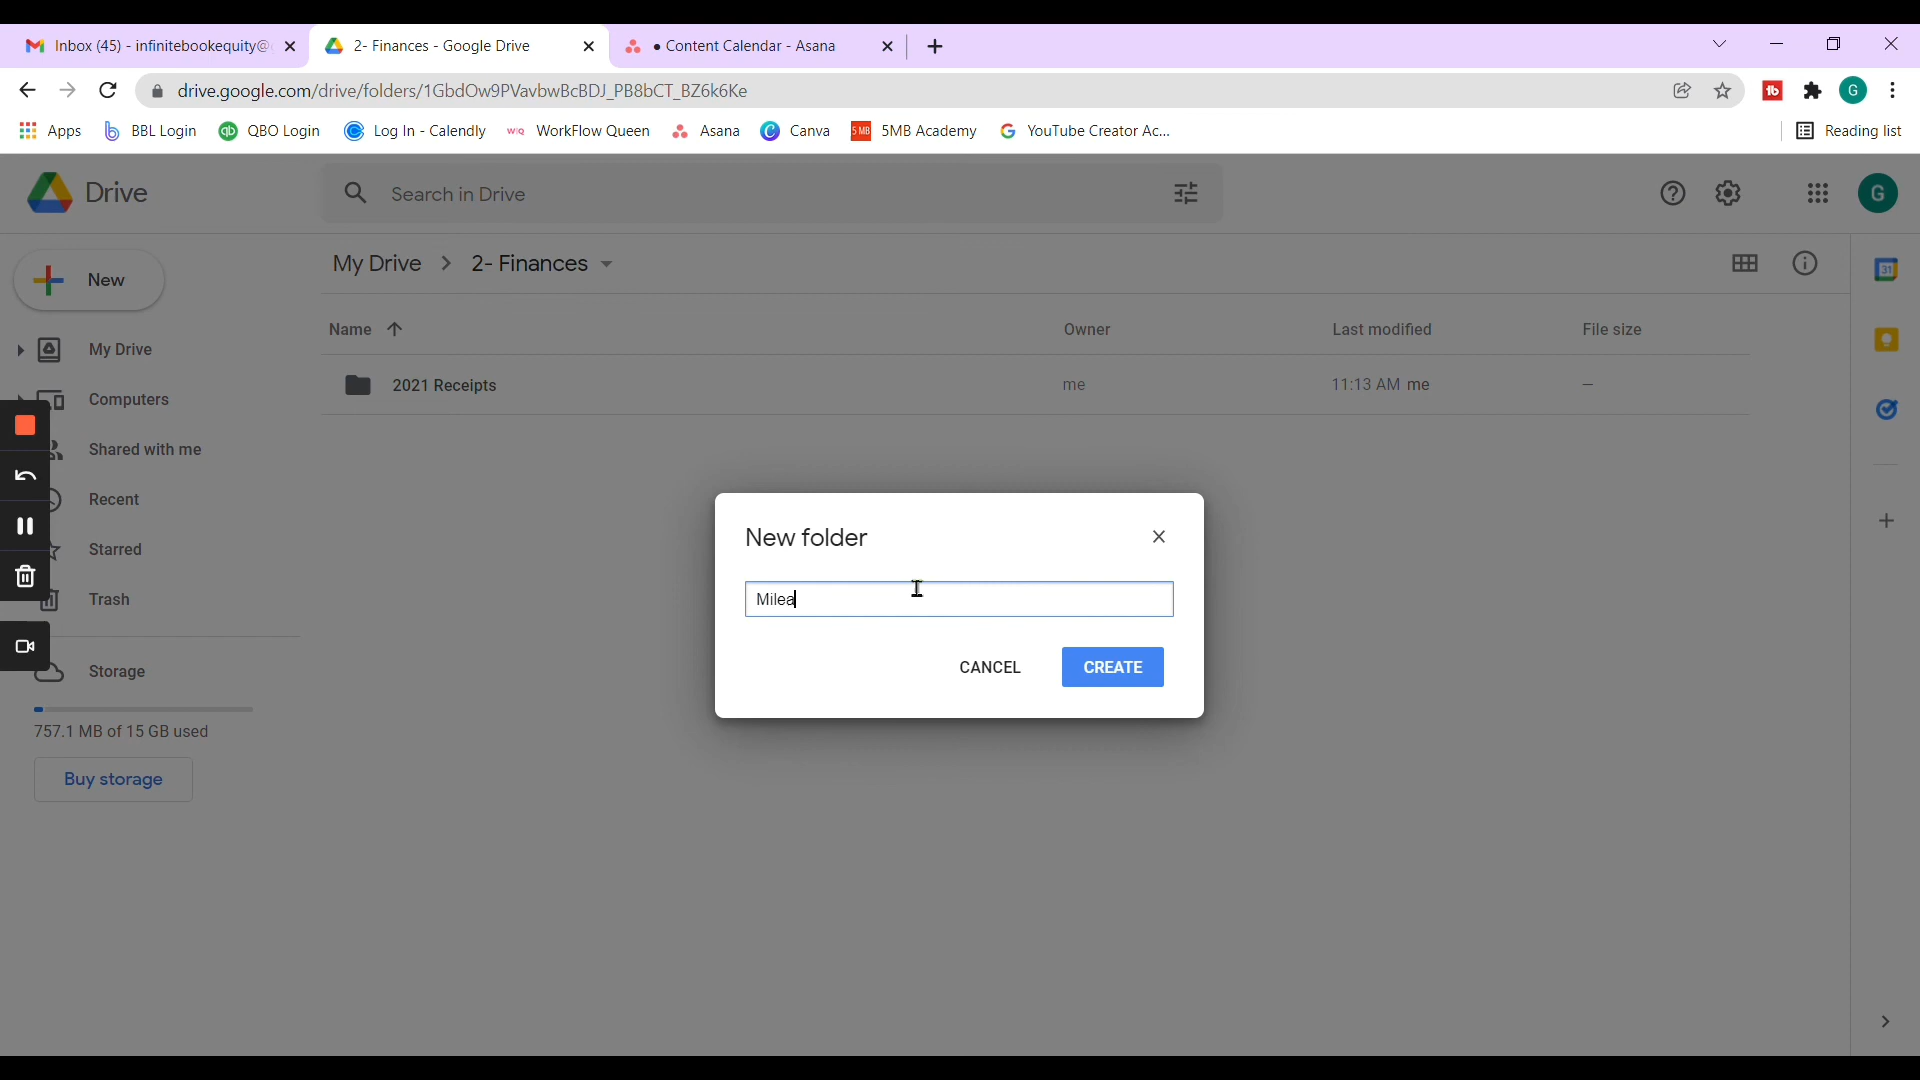 Inbox (45) - infinitebookequity@
2- Finances - Google Drive
• Content Calendar - Asana
drive.google.com/drive/folders/1GbdOw9PVavbwBcBDJ_PB8bCT_BZ6k6Ke
tb
G
Apps
BBL Login
QBO Login
Log In - Calendly
WorkFlow Queen
Asana
Canva
5 MB
5MB Academy
YouTube Creator Ac...
Reading list
Drive
Search in Drive
G
New
My Drive
2- Finances
31
Name
Owner
Last modified
File size
My Drive
2021 Receipts
me
11:13 AM me
–
Computers
Shared with me
Recent
Starred
Trash
New folder
Milea
CANCEL
CREATE
Storage
757.1 MB of 15 GB used
Buy storage